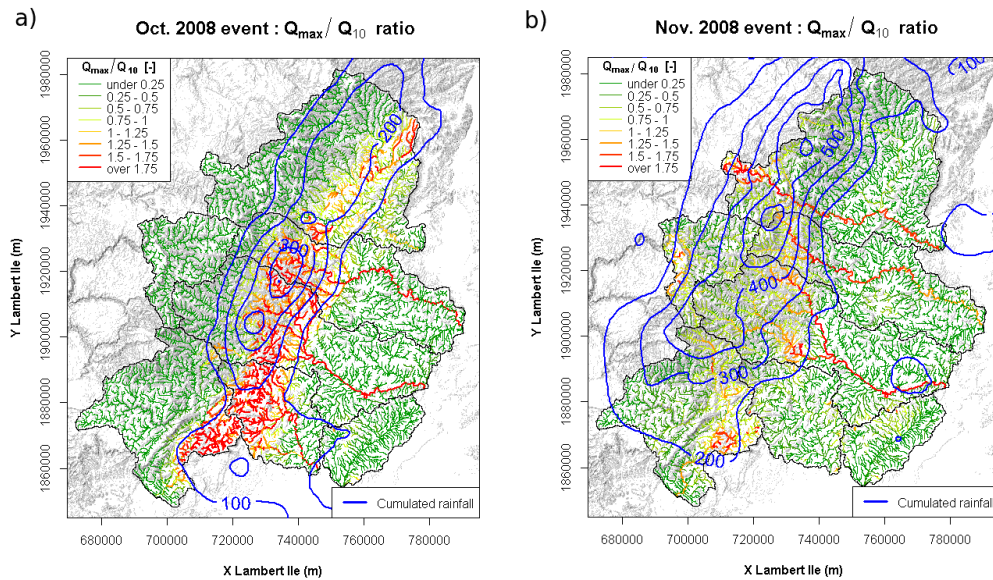 a)
Oct. 2008 event : Qmax/ Q10 ratio
Qmax/ Q10 [-]
under 0.25
0.25 - 0.5
0.5 - 0.75
0.75 - 1
1 - 1.25
1.25 - 1.5
1.5 - 1.75
over 1.75
200
300
100
Cumulated rainfall
Y Lambert IIe (m)
1980000
1960000
1940000
1920000
1900000
1880000
1860000
680000 700000 720000 740000 760000 780000
X Lambert IIe (m)
b)
Nov. 2008 event : Qmax/ Q10 ratio
Qmax/ Q10 [-]
under 0.25
0.25 - 0.5
0.5 - 0.75
0.75 - 1
1 - 1.25
1.25 - 1.5
1.5 - 1.75
over 1.75
100
500
400
300
200
Cumulated rainfall
Y Lambert IIe (m)
1980000
1960000
1940000
1920000
1900000
1880000
1860000
680000 700000 720000 740000 760000 780000
X Lambert IIe (m)